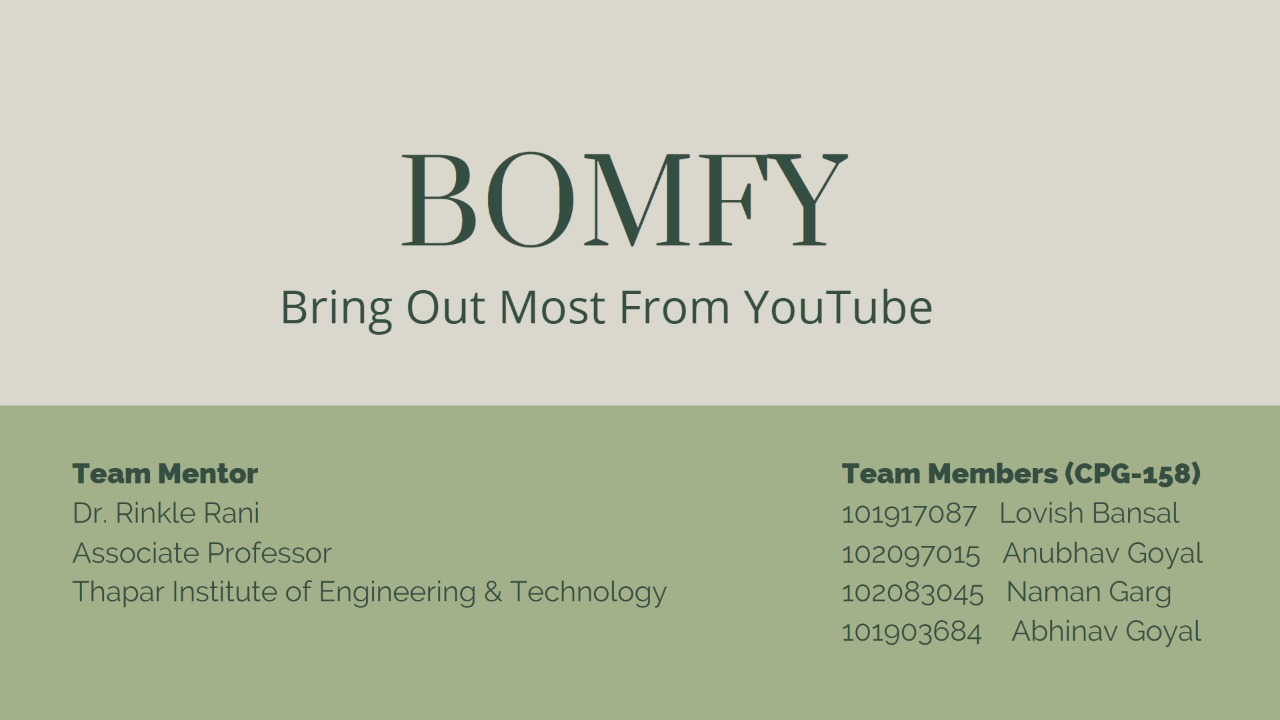 BOMFY
Bring Out Most From YouTube
Team Mentor
Dr. Rinkle Rani
Associate Professor
Thapar Institute of Engineering & Technology
Team Members (CPG-158)
101917087 Lovish Bansal
102097015 Anubhav Goyal
102083045 Naman Garg
101903684 Abhinav Goyal